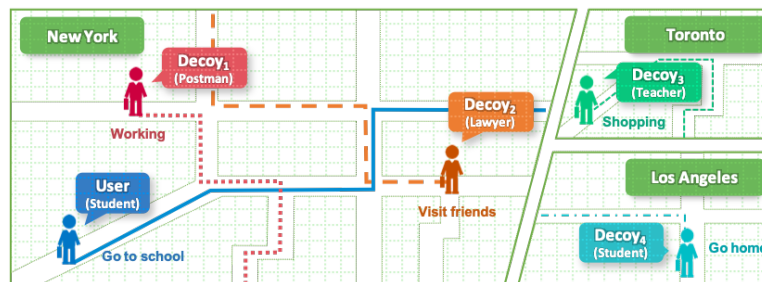 New York
Decoy1
(Postman)
Working
User
(Student)
Go to school
Decoy2
(Lawyer)
Visit friends
Toronto
Decoy3
(Teacher)
Shopping
Los Angeles
Decoy4
(Student)
Go home